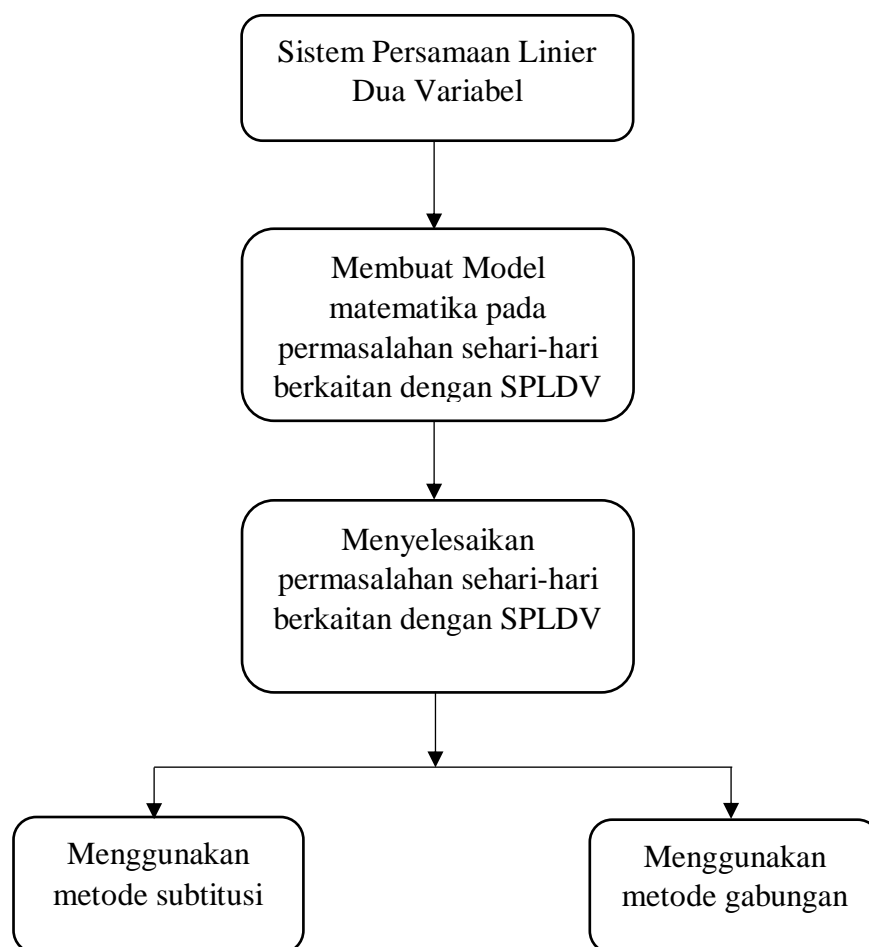 Sistem Persamaan Linier
Dua Variabel
Membuat Model
matematika pada
permasalahan sehari-hari
berkaitan dengan SPLDV
Menyelesaikan
permasalahan sehari-hari
berkaitan dengan SPLDV
Menggunakan
metode subtitusi
Menggunakan
metode gabungan